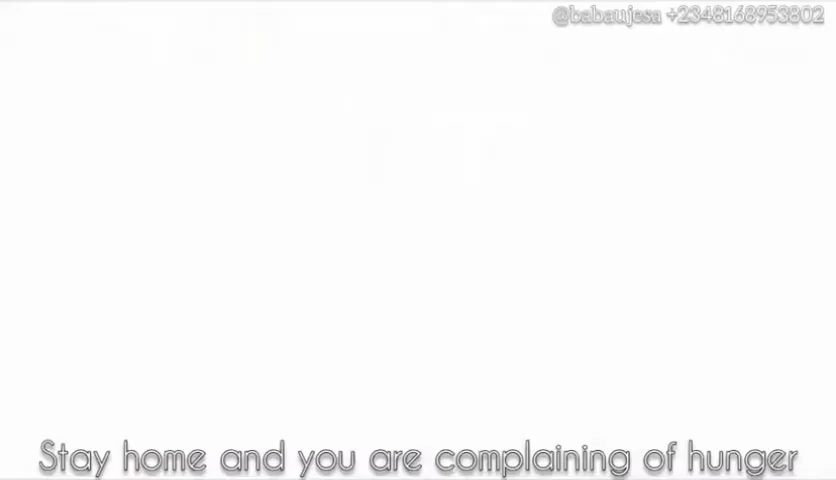 @babaujesa +2348168953802
Stay home and you are complaining of hunger